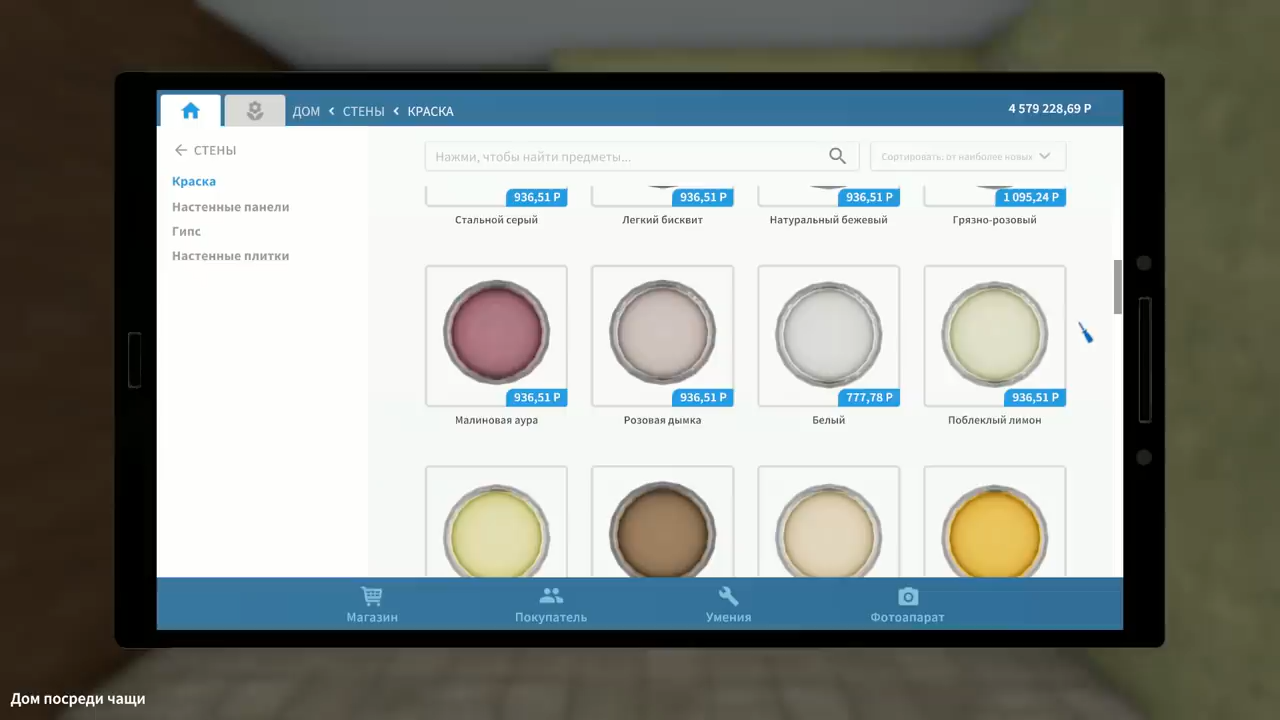 ДОМ < СТЕНЫ < КРАСКА
4 579 228,69 Р
СТЕНЫ
Нажми, чтобы найти предметы...
Сортировать: от наиболее новых
Краска
Настенные панели
Гипс
Настенные плитки
936,51 Р
936,51 Р
936,51 Р
1 095,24 Р
Стальной серый
Легкий бисквит
Натуральный бежевый
Грязно-розовый
936,51 Р
936,51 Р
777,78 Р
936,51 Р
Малиновая аура
Розовая дымка
Белый
Поблеклый лимон
Магазин
Покупатель
Умения
Фотоапарат
Дом посреди чащи